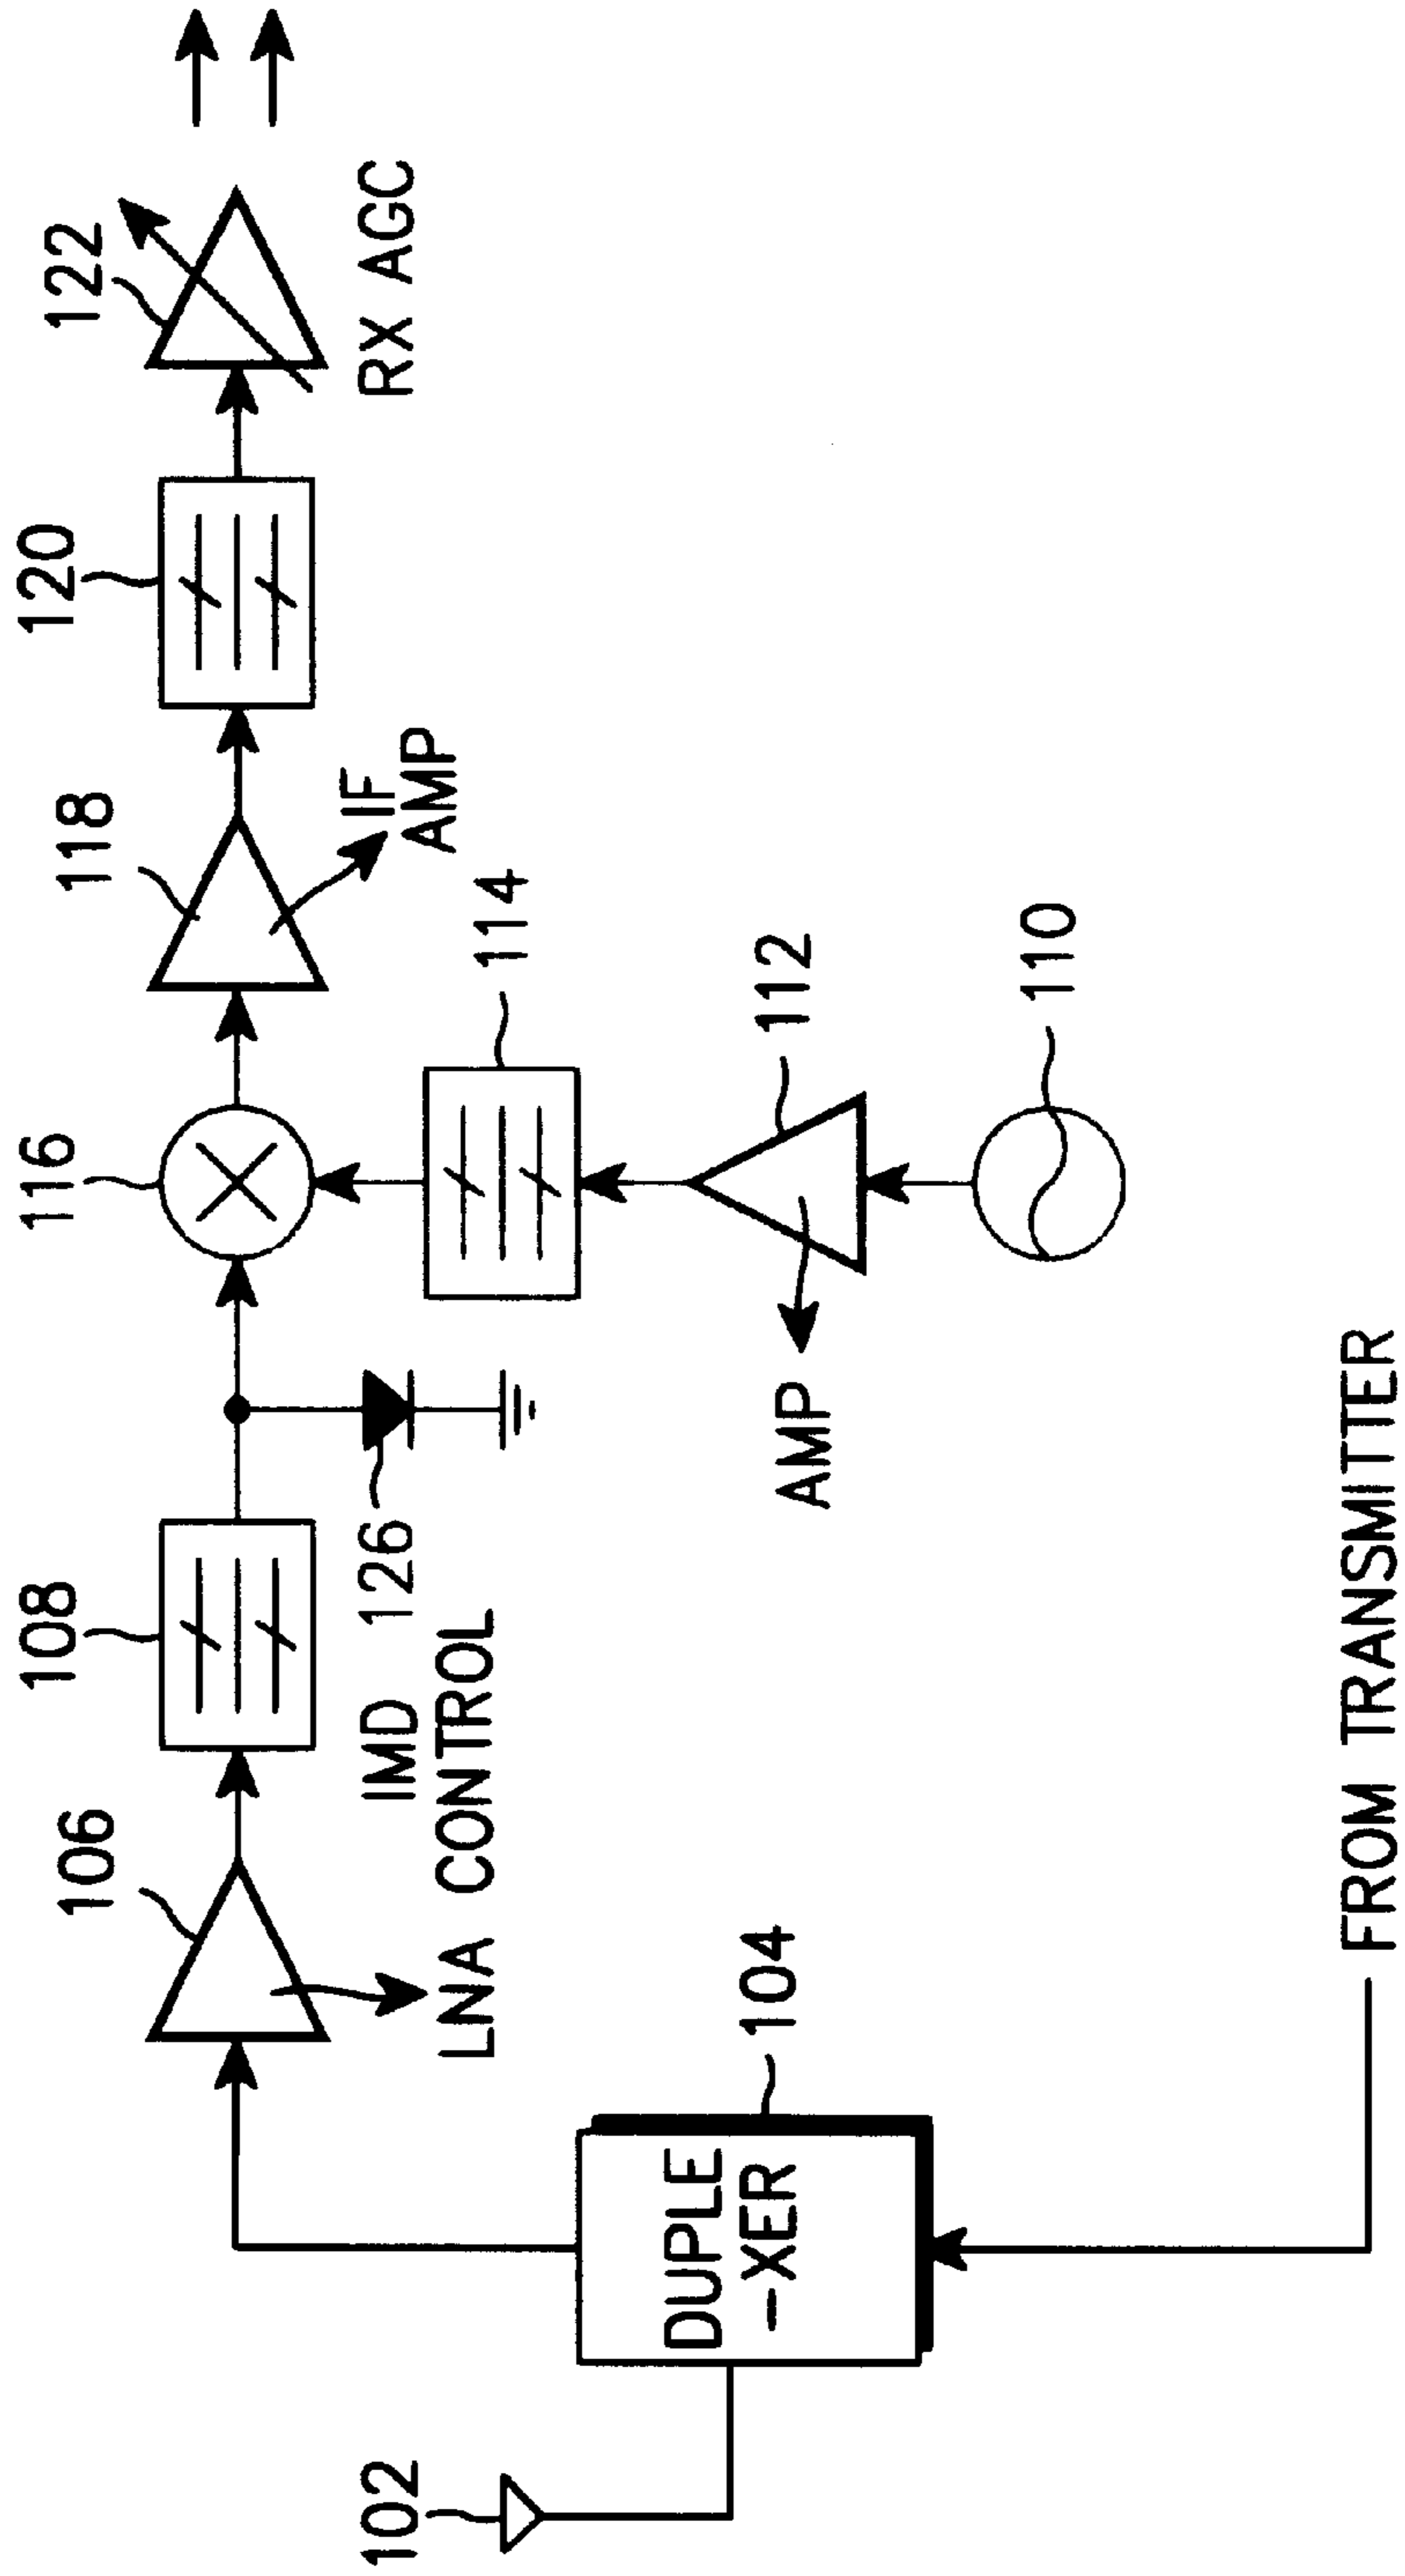 102
DUPLE
-XER
104
FROM TRANSMITTER
106
LNA CONTROL
IMD 126
108
116
114
112
AMP
110
118
IF
AMP
120
122
RX AGC